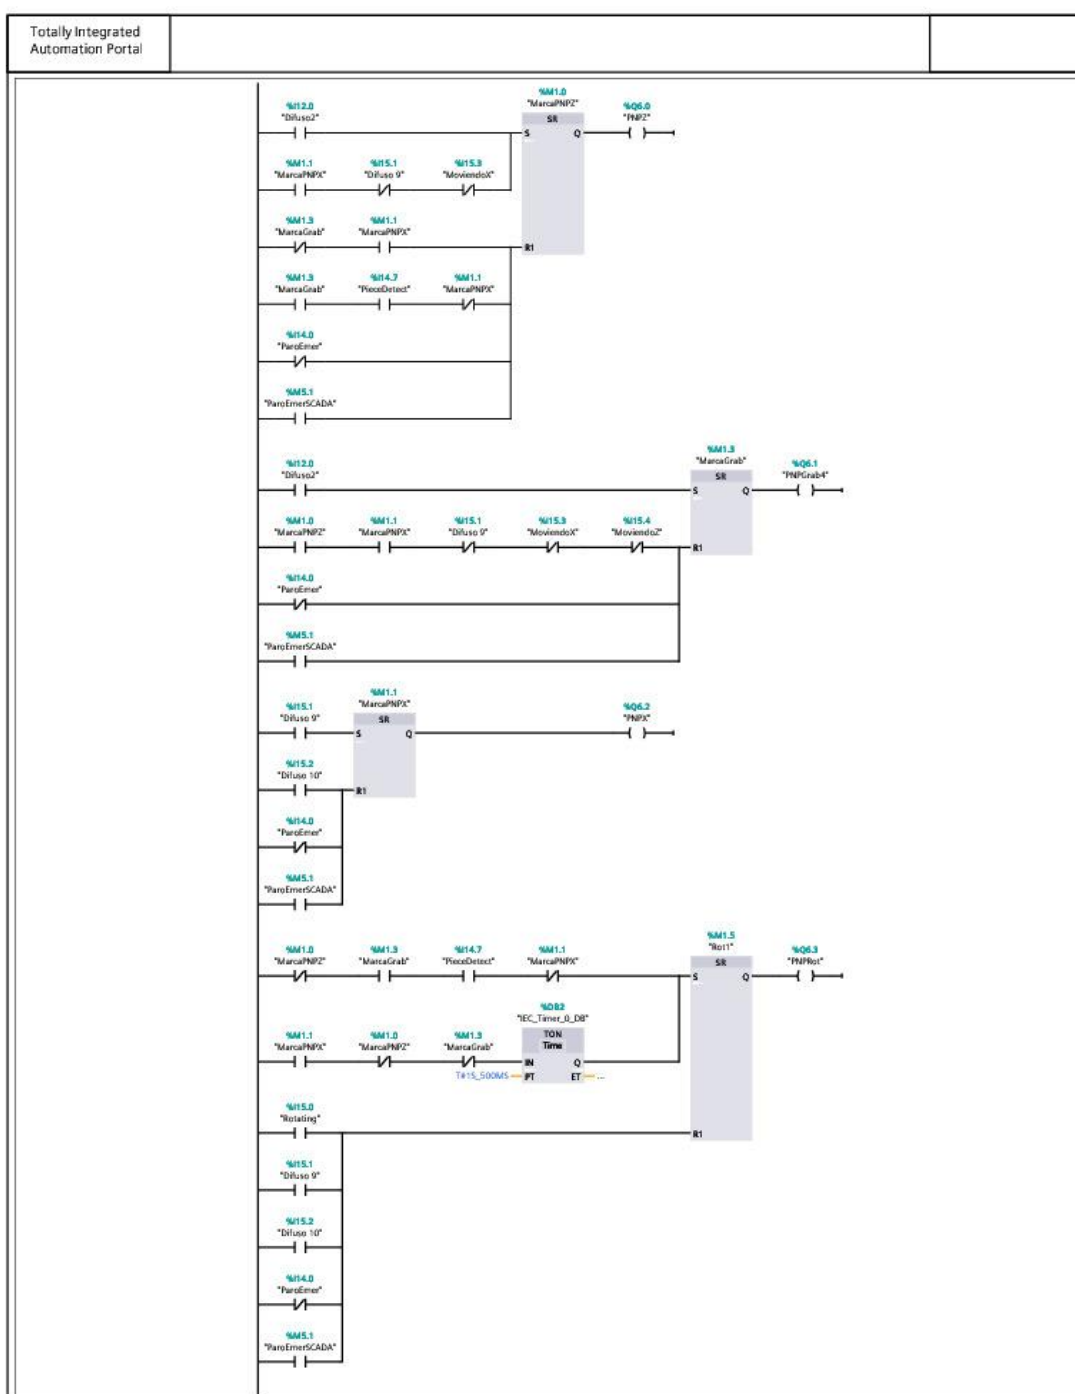 Totally Integrated
Automation Portal
%M1.0
"MarcaPNPZ"
%I12.0
"Difuso2"
%Q6.0
"PNPZ"
SR
S
Q
%M1.1
"MarcaPNPX"
%I15.1
"Difuso 9"
%I15.3
"MoviendoX"
%M1.3
"MarcaGrab"
%M1.1
"MarcaPNPX"
R1
%M1.3
"MarcaGrab"
%I14.7
"PieceDetect"
%M1.1
"MarcaPNPX"
%I14.0
"ParoEmer"
%M5.1
"ParoEmerSCADA"
%M1.3
"MarcaGrab"
%I12.0
"Difuso2"
%Q6.1
"PNPGrab4"
SR
S
Q
%M1.0
"MarcaPNPZ"
%M1.1
"MarcaPNPX"
%I15.1
"Difuso 9"
%I15.3
"MoviendoX"
%I15.4
"MoviendoZ"
R1
%I14.0
"ParoEmer"
%M5.1
"ParoEmerSCADA"
%M1.1
"MarcaPNPX"
%I15.1
"Difuso 9"
%Q6.2
"PNPX"
SR
S
Q
%I15.2
"Difuso 10"
R1
%I14.0
"ParoEmer"
%M5.1
"ParoEmerSCADA"
%M1.5
"Rot1"
%M1.0
"MarcaPNPZ"
%M1.3
"MarcaGrab"
%I14.7
"PieceDetect"
%M1.1
"MarcaPNPX"
%Q6.3
"PNPRot"
SR
S
Q
%DB2
"IEC_Timer_0_DB"
%M1.1
"MarcaPNPX"
%M1.0
"MarcaPNPZ"
%M1.3
"MarcaGrab"
TON
Time
IN
Q
T#1S_500MS
PT
ET
...
%I15.0
"Rotating"
R1
%I15.1
"Difuso 9"
%I15.2
"Difuso 10"
%I14.0
"ParoEmer"
%M5.1
"ParoEmerSCADA"